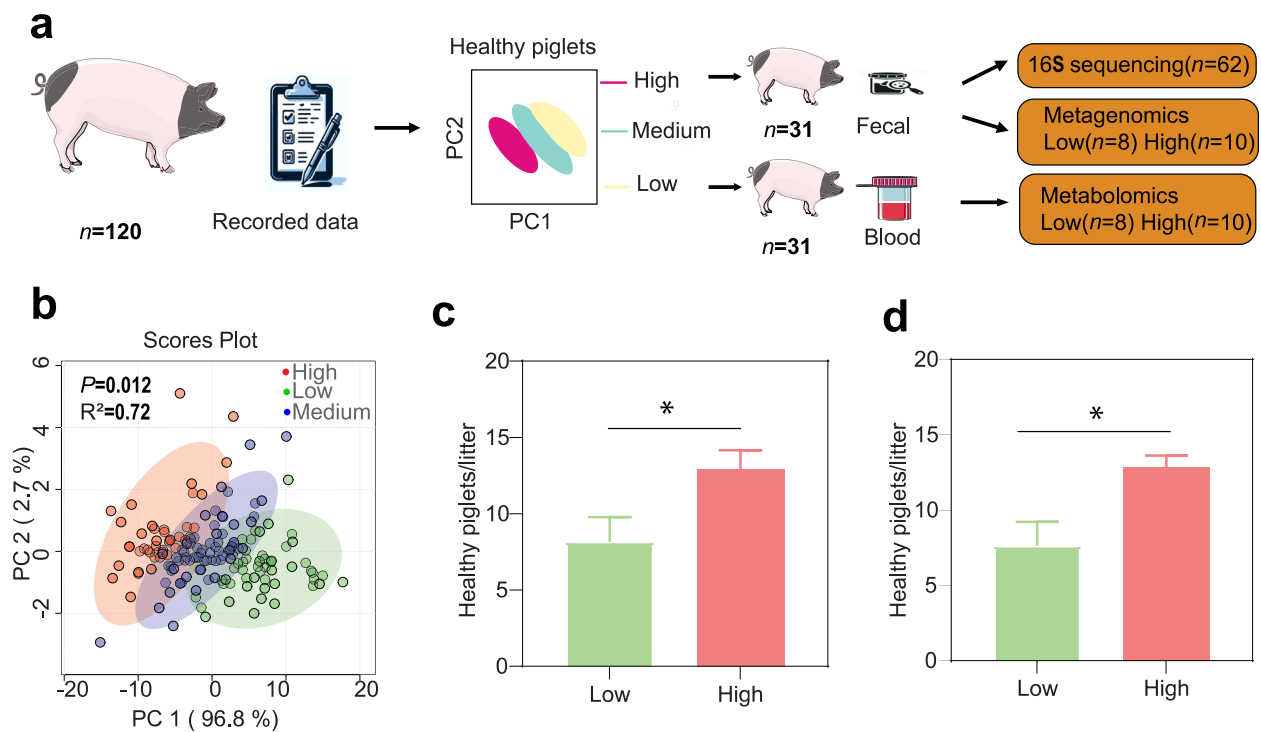 a
n=120
Recorded data
Healthy piglets
PC2
PC1
High
Medium
Low
n=31
Fecal
n=31
Blood
16S sequencing(n=62)
Metagenomics
Low(n=8) High(n=10)
Metabolomics
Low(n=8) High(n=10)
b
Scores Plot
P=0.012
R²=0.72
High
Low
Medium
PC 2 ( 2.7 %)
6
4
2
0
-2
-20
-10
0
10
20
PC 1 ( 96.8 %)
c
Healthy piglets/litter
20
15
10
5
0
*
Low
High
d
Healthy piglets/litter
20
15
10
5
0
*
Low
High